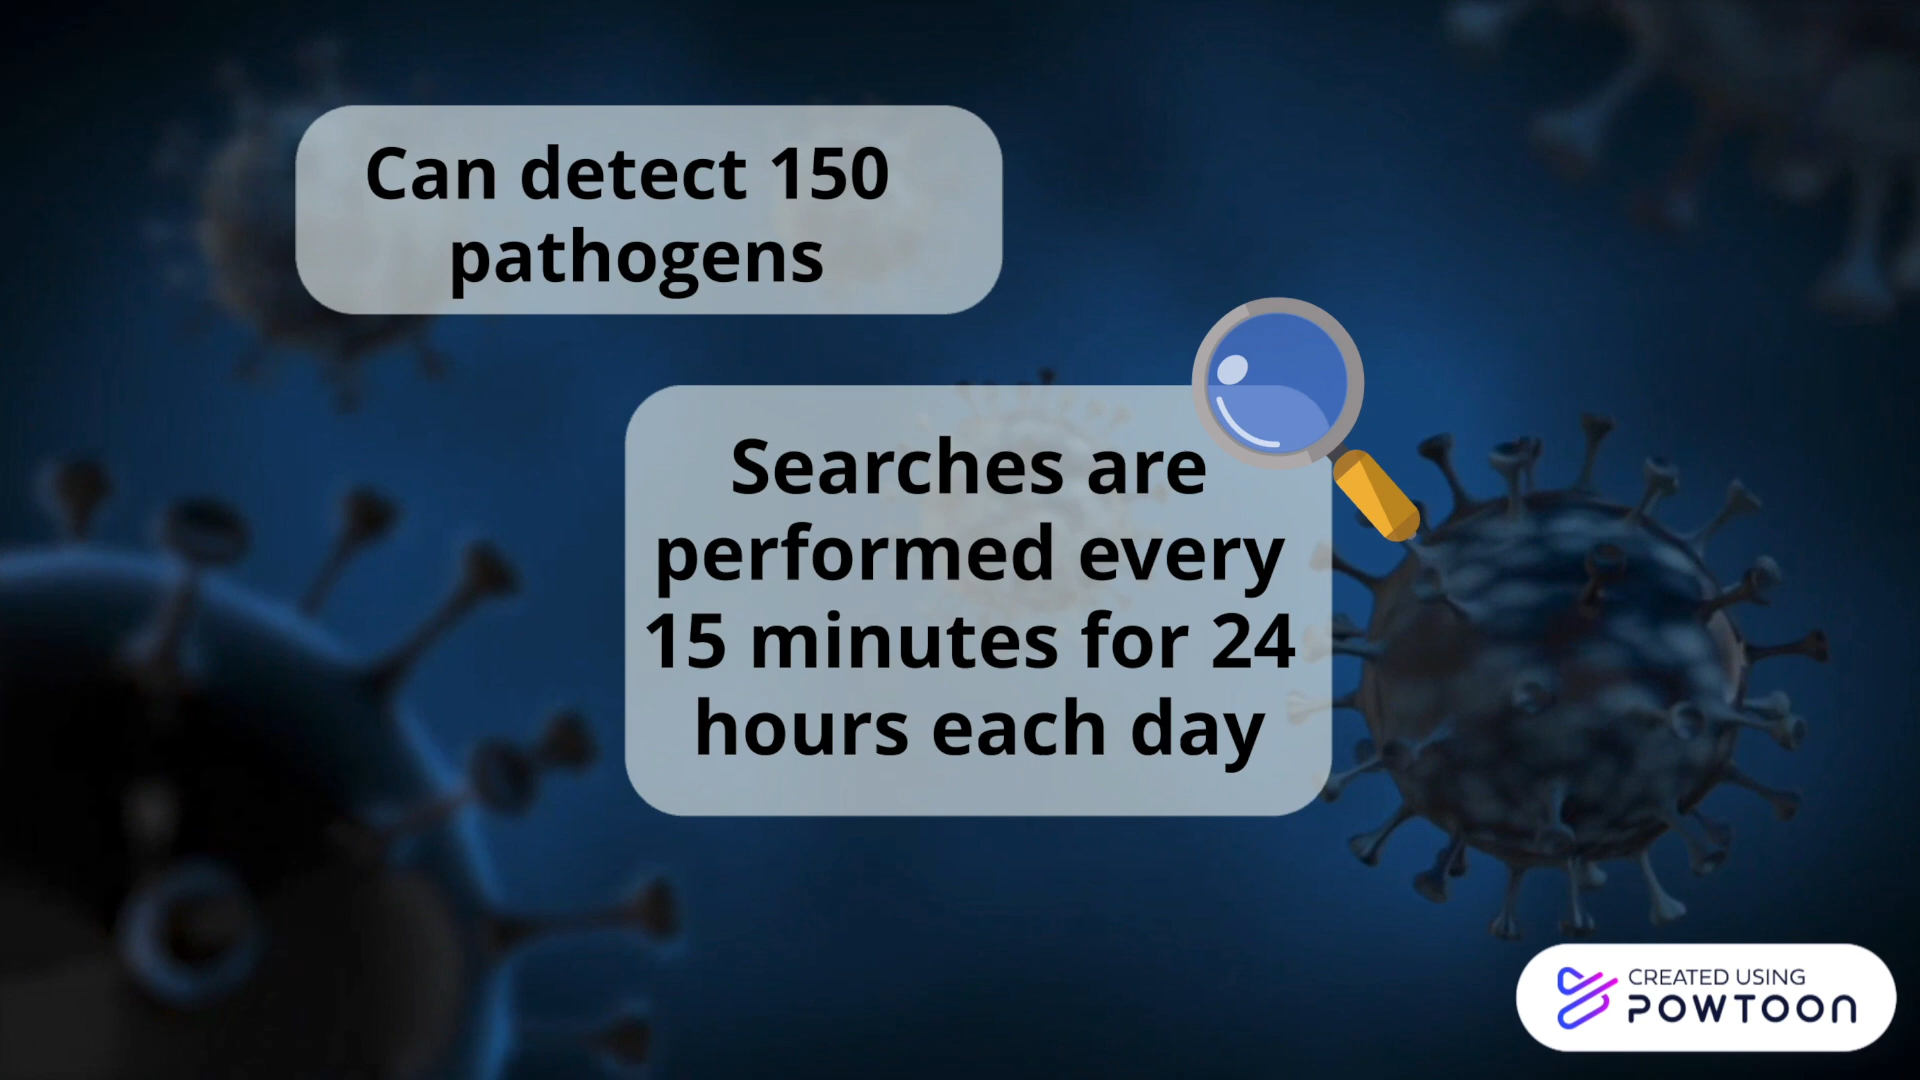 Can detect 150
pathogens
Searches are
performed every
15 minutes for 24
hours each day
CREATED USING
POWTOON